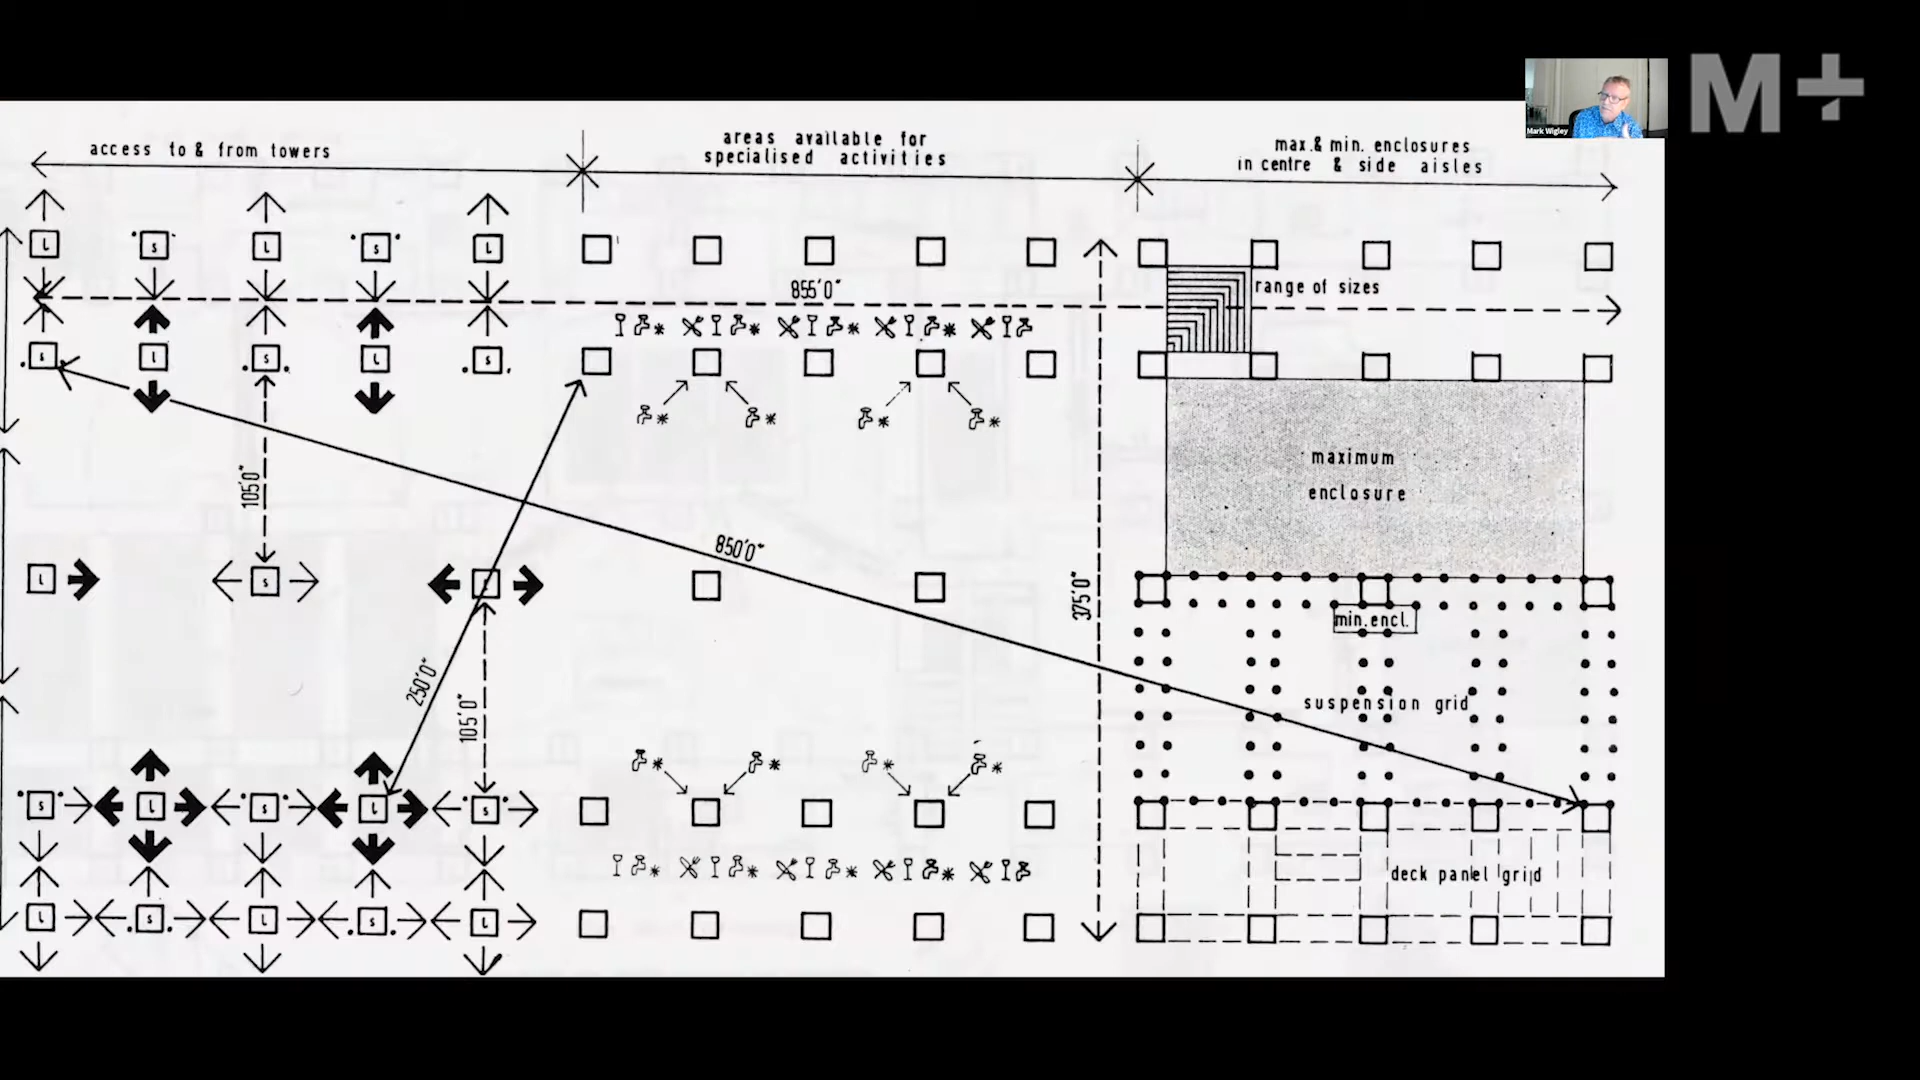 M+
Mark Wigley
access to & from towers
areas available for
specialised activities
max.& min. enclosures
in centre & side aisles
l s l s l
855'0"
range of sizes
s l s l s
105'0"
maximum
enclosure
850'0"
375'0"
l s
min.encl.
250'0"
105'0"
suspension grid
s l s l s
deck panel grid
l s l s l